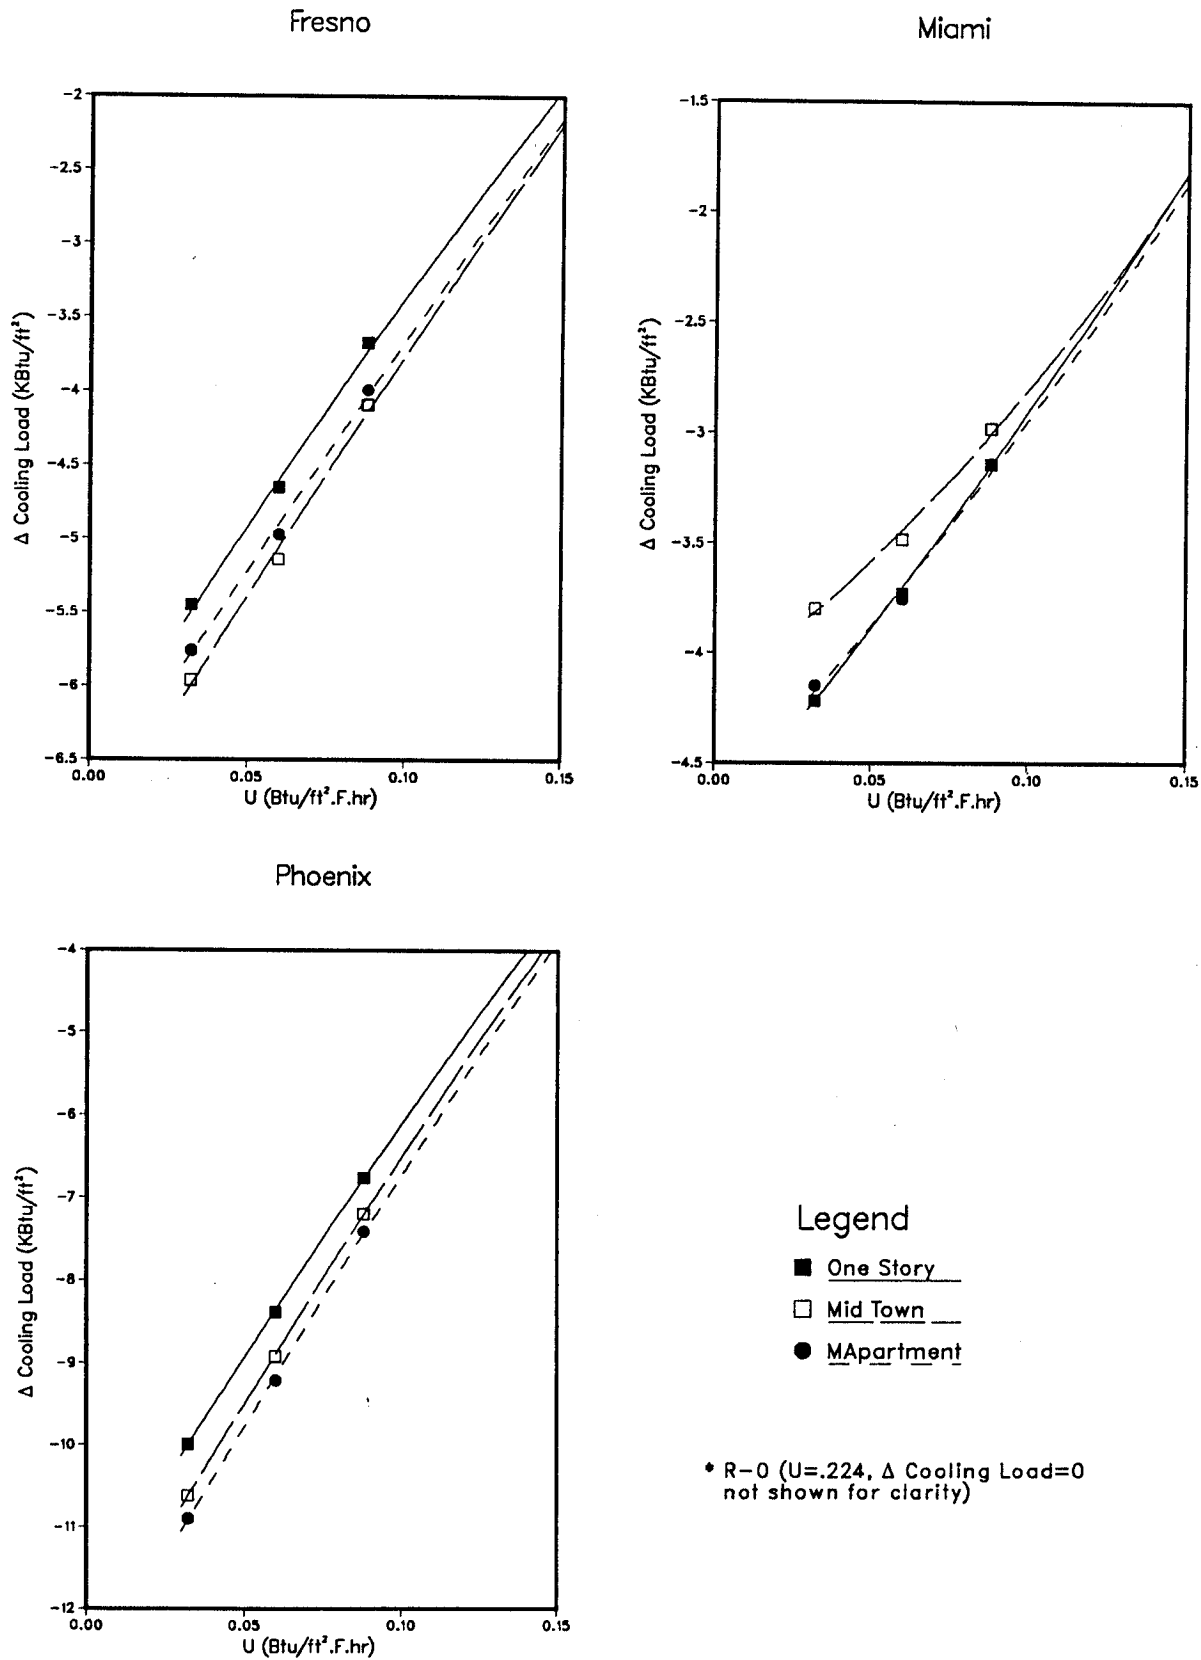 Fresno
-2
-2.5
-3
-3.5
-4
-4.5
-5
-5.5
-6
-6.5
Δ Cooling Load (KBtu/ft²)
0.00 0.05 0.10 0.15
U (Btu/ft².F.hr)
Miami
-1.5
-2
-2.5
-3
-3.5
-4
-4.5
Δ Cooling Load (KBtu/ft²)
0.00 0.05 0.10 0.15
U (Btu/ft².F.hr)
Phoenix
-4
-5
-6
-7
-8
-9
-10
-11
-12
Δ Cooling Load (KBtu/ft²)
0.00 0.05 0.10 0.15
U (Btu/ft².F.hr)
Legend
One Story
Mid Town
MApartment
* R-0 (U=.224, Δ Cooling Load=0
not shown for clarity)